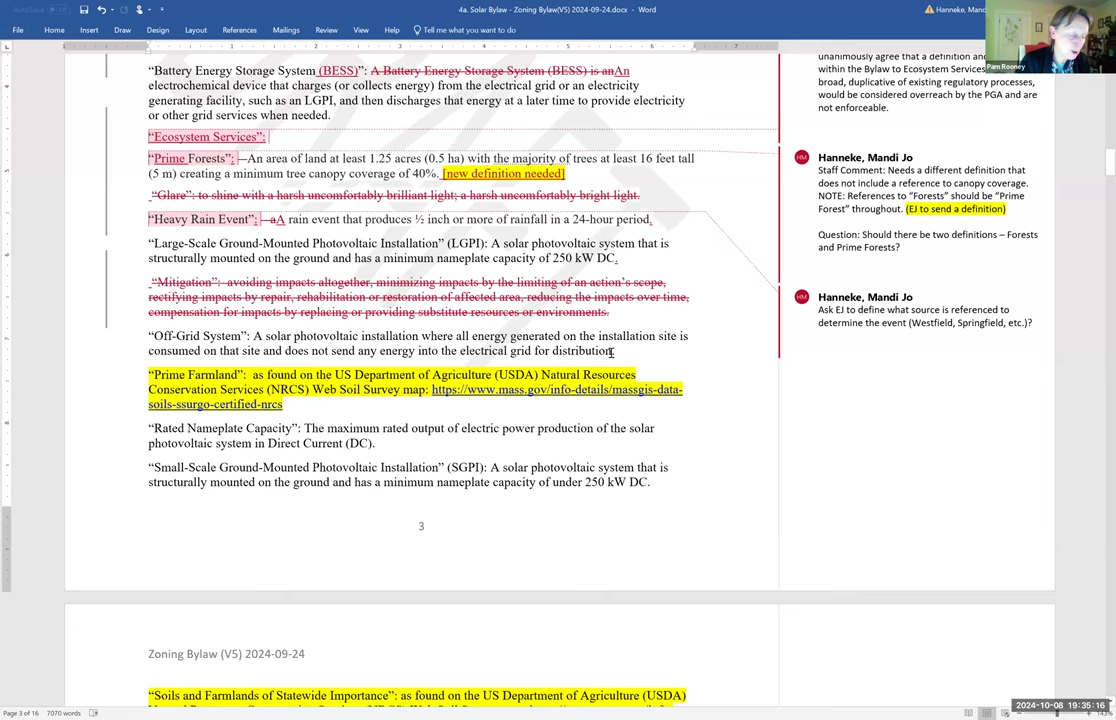 AutoSave
4a. Solar Bylaw - Zoning Bylaw(V5) 2024-09-24.docx - Word
Hanneke, Mandi
File Home Insert Draw Design Layout References Mailings Review View Help Tell me what you want to do
Pam Rooney
“Battery Energy Storage System (BESS)”: A Battery Energy Storage System (BESS) is anAn
electrochemical device that charges (or collects energy) from the electrical grid or an electricity
generating facility, such as an LGPI, and then discharges that energy at a later time to provide electricity
or other grid services when needed.
“Ecosystem Services”:
“Prime Forests”: —An area of land at least 1.25 acres (0.5 ha) with the majority of trees at least 16 feet tall
(5 m) creating a minimum tree canopy coverage of 40%. [new definition needed]
“Glare”: to shine with a harsh uncomfortably brilliant light; a harsh uncomfortably bright light.
“Heavy Rain Event”: —aA rain event that produces ½ inch or more of rainfall in a 24-hour period.
“Large-Scale Ground-Mounted Photovoltaic Installation” (LGPI): A solar photovoltaic system that is
structurally mounted on the ground and has a minimum nameplate capacity of 250 kW DC.
“Mitigation”: avoiding impacts altogether, minimizing impacts by the limiting of an action’s scope,
rectifying impacts by repair, rehabilitation or restoration of affected area, reducing the impacts over time,
compensation for impacts by replacing or providing substitute resources or environments.
“Off-Grid System”: A solar photovoltaic installation where all energy generated on the installation site is
consumed on that site and does not send any energy into the electrical grid for distribution.
“Prime Farmland”: as found on the US Department of Agriculture (USDA) Natural Resources
Conservation Services (NRCS) Web Soil Survey map: https://www.mass.gov/info-details/massgis-data-
soils-ssurgo-certified-nrcs
“Rated Nameplate Capacity”: The maximum rated output of electric power production of the solar
photovoltaic system in Direct Current (DC).
“Small-Scale Ground-Mounted Photovoltaic Installation” (SGPI): A solar photovoltaic system that is
structurally mounted on the ground and has a minimum nameplate capacity of under 250 kW DC.
3
Zoning Bylaw (V5) 2024-09-24
“Soils and Farmlands of Statewide Importance”: as found on the US Department of Agriculture (USDA)
unanimously agree that a definition and
within the Bylaw to Ecosystem Services
broad, duplicative of existing regulatory processes,
would be considered overreach by the PGA and are
not enforceable.
HM Hanneke, Mandi Jo
Staff Comment: Needs a different definition that
does not include a reference to canopy coverage.
NOTE: References to “Forests” should be “Prime
Forest” throughout. (EJ to send a definition)
Question: Should there be two definitions – Forests
and Prime Forests?
HM Hanneke, Mandi Jo
Ask EJ to define what source is referenced to
determine the event (Westfield, Springfield, etc.)?
Page 3 of 16 7070 words
2024-10-08 19:35:16